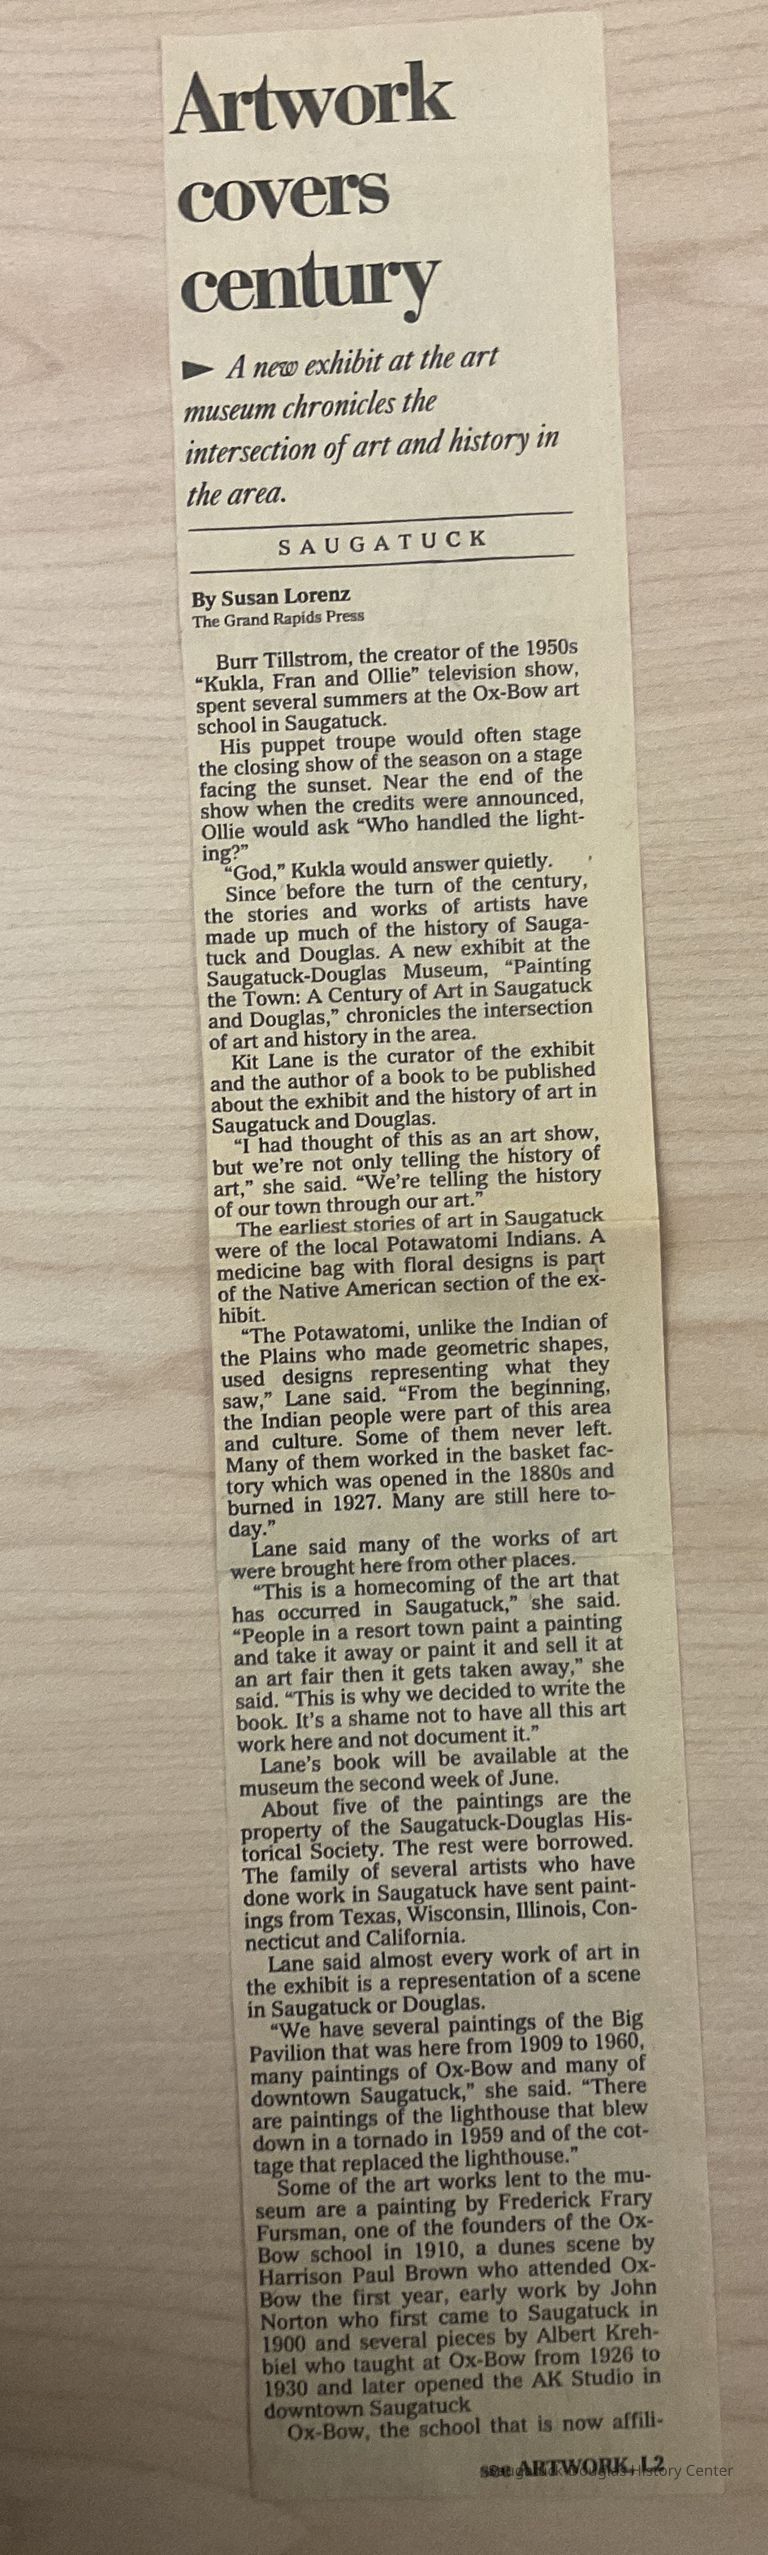 Artwork
covers
century
► A new exhibit at the art
museum chronicles the
intersection of art and history in
the area.
SAUGATUCK
By Susan Lorenz
The Grand Rapids Press
Burr Tillstrom, the creator of the 1950s
“Kukla, Fran and Ollie” television show,
spent several summers at the Ox-Bow art
school in Saugatuck.
His puppet troupe would often stage
the closing show of the season on a stage
facing the sunset. Near the end of the
show when the credits were announced,
Ollie would ask “Who handled the light-
ing?”
“God,” Kukla would answer quietly.
Since before the turn of the century,
the stories and works of artists have
made up much of the history of Sauga-
tuck and Douglas. A new exhibit at the
Saugatuck-Douglas Museum, “Painting
the Town: A Century of Art in Saugatuck
and Douglas,” chronicles the intersection
of art and history in the area.
Kit Lane is the curator of the exhibit
and the author of a book to be published
about the exhibit and the history of art in
Saugatuck and Douglas.
“I had thought of this as an art show,
but we’re not only telling the history of
art,” she said. “We’re telling the history
of our town through our art.”
The earliest stories of art in Saugatuck
were of the local Potawatomi Indians. A
medicine bag with floral designs is part
of the Native American section of the ex-
hibit.
“The Potawatomi, unlike the Indian of
the Plains who made geometric shapes,
used designs representing what they
saw,” Lane said. “From the beginning,
the Indian people were part of this area
and culture. Some of them never left.
Many of them worked in the basket fac-
tory which was opened in the 1880s and
burned in 1927. Many are still here to-
day.”
Lane said many of the works of art
were brought here from other places.
“This is a homecoming of the art that
has occurred in Saugatuck,” she said.
“People in a resort town paint a painting
and take it away or paint it and sell it at
an art fair then it gets taken away,” she
said. “This is why we decided to write the
book. It’s a shame not to have all this art
work here and not document it.”
Lane’s book will be available at the
museum the second week of June.
About five of the paintings are the
property of the Saugatuck-Douglas His-
torical Society. The rest were borrowed.
The family of several artists who have
done work in Saugatuck have sent paint-
ings from Texas, Wisconsin, Illinois, Con-
necticut and California.
Lane said almost every work of art in
the exhibit is a representation of a scene
in Saugatuck or Douglas.
“We have several paintings of the Big
Pavilion that was here from 1909 to 1960,
many paintings of Ox-Bow and many of
downtown Saugatuck,” she said. “There
are paintings of the lighthouse that blew
down in a tornado in 1959 and of the cot-
tage that replaced the lighthouse.”
Some of the art works lent to the mu-
seum are a painting by Frederick Frary
Fursman, one of the founders of the Ox-
Bow school in 1910, a dunes scene by
Harrison Paul Brown who attended Ox-
Bow the first year, early work by John
Norton who first came to Saugatuck in
1900 and several pieces by Albert Kreh-
biel who taught at Ox-Bow from 1926 to
1930 and later opened the AK Studio in
downtown Saugatuck
Ox-Bow, the school that is now affili-
see ARTWORK, L2
Saugatuck-Douglas History Center